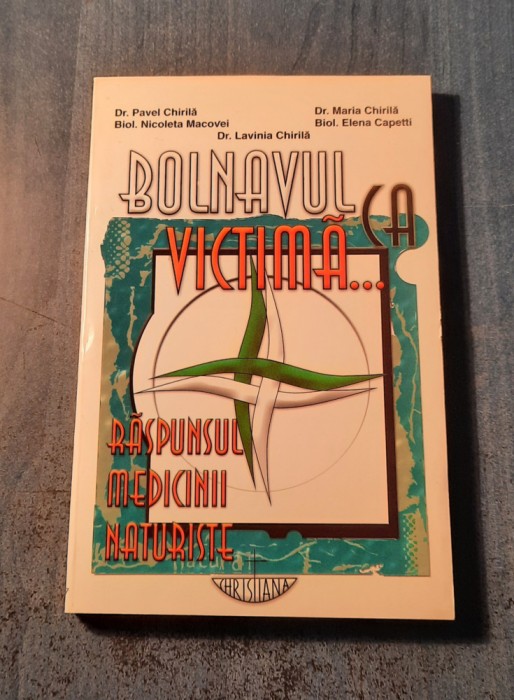 Dr. Pavel Chirilă
Dr. Maria Chirilă
Biol. Nicoleta Macovei
Biol. Elena Capetti
Dr. Lavinia Chirilă
BOLNAVUL
CA
VICTIMĂ...
RĂSPUNSUL
MEDICINII
NATURISTE
natural
CHRISTIANA